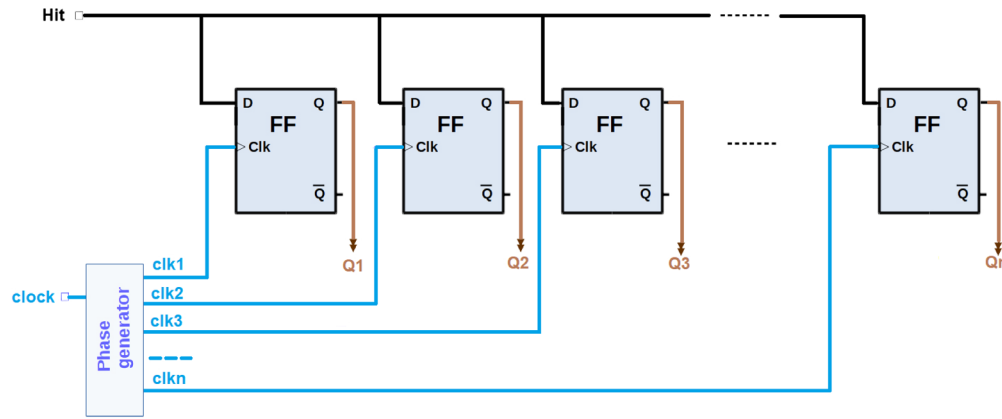 Hit
D Q
FF
Clk
Q
Q1
D Q
FF
Clk
Q
Q2
D Q
FF
Clk
Q
Q3
D Q
FF
Clk
Q
clock
Phase
generator
clk1
clk2
clk3
clkn